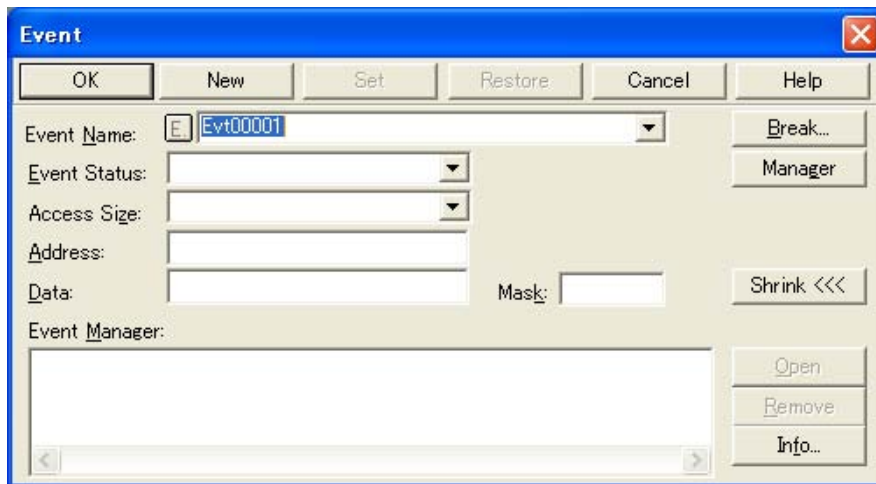 Event
OK New Set Restore Cancel Help
Event Name: E. Evt00001 Break...
Event Status: Manager
Access Size:
Address:
Data: Mask: Shrink <<<
Event Manager:
Open
Remove
Info...